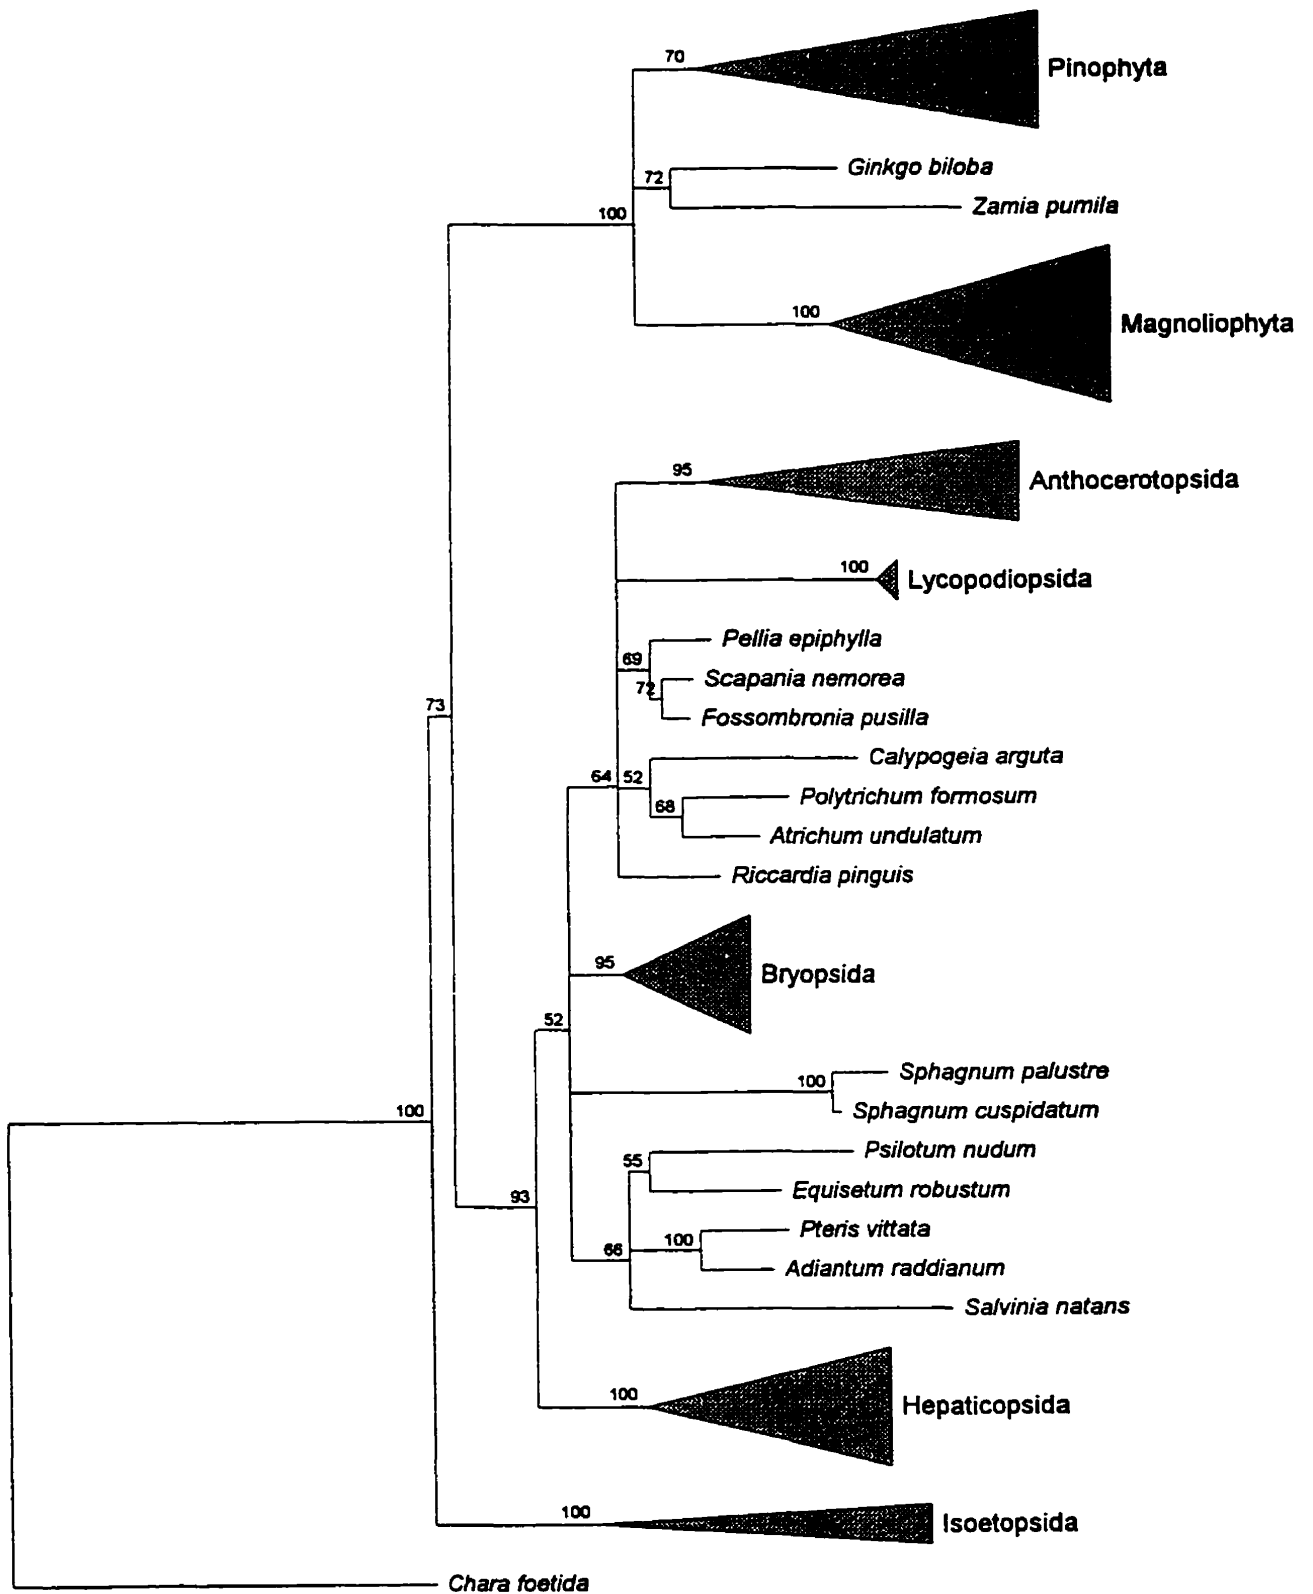 70
Pinophyta
Ginkgo biloba
72
Zamia pumila
100
100
Magnoliophyta
95
Anthocerotopsida
100
Lycopodiopsida
Pellia epiphylla
69
Scapania nemorea
72
Fossombronia pusilla
73
Calypogeia arguta
64 52
Polytrichum formosum
68
Atrichum undulatum
Riccardia pinguis
95
Bryopsida
52
Sphagnum palustre
100
100
Sphagnum cuspidatum
Psilotum nudum
55
Equisetum robustum
93
Pteris vittata
100
66
Adiantum raddianum
Salvinia natans
100
Hepaticopsida
100
Isoetopsida
Chara foetida